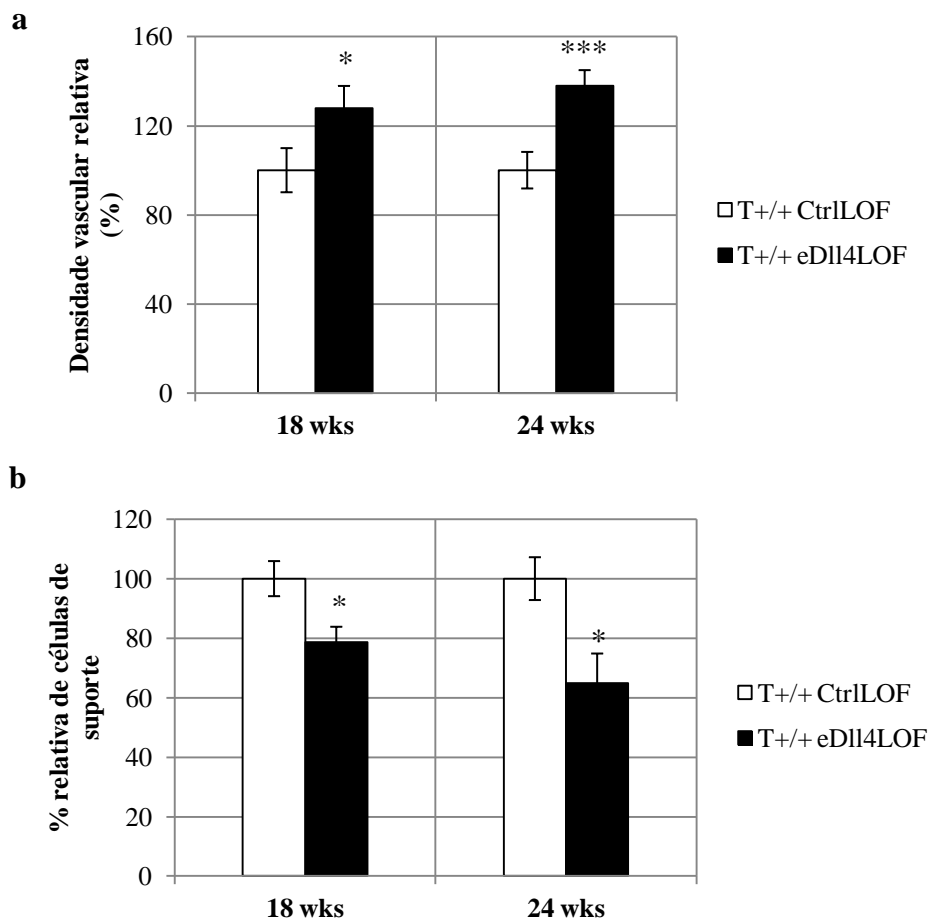 a
Densidade vascular relativa
(%)
160
120
80
40
0
*
***
18 wks
24 wks
T+/+ CtrlLOF
T+/+ eDll4LOF
b
% relativa de células de
suporte
120
100
80
60
40
20
0
*
*
18 wks
24 wks
T+/+ CtrlLOF
T+/+ eDll4LOF